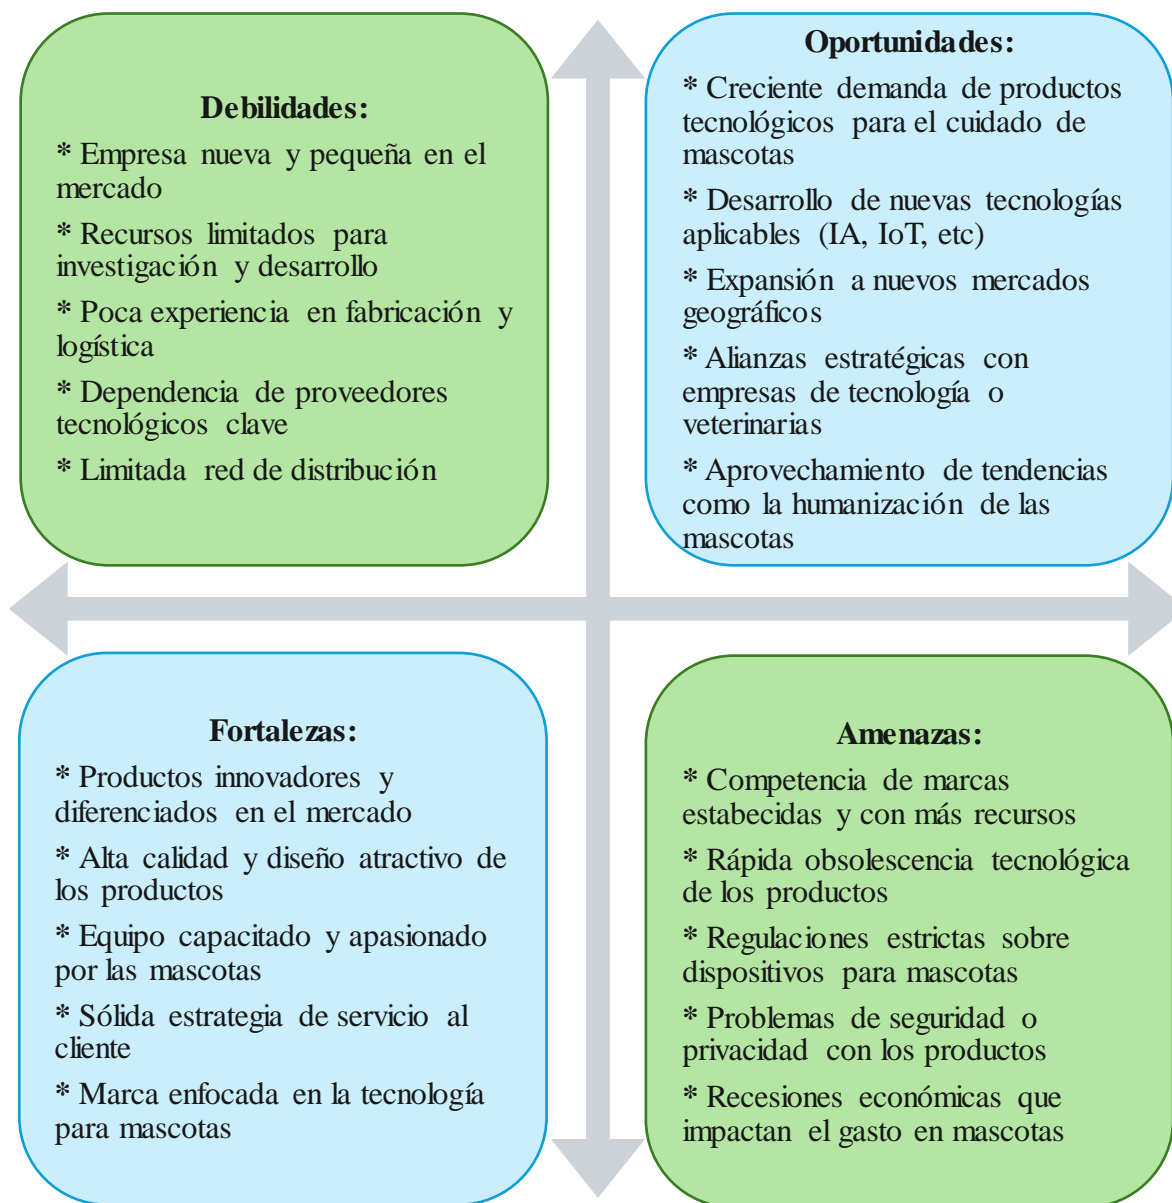 Debilidades:
* Empresa nueva y pequeña en el
mercado
* Recursos limitados para
investigación y desarrollo
* Poca experiencia en fabricación y
logística
* Dependencia de proveedores
tecnológicos clave
* Limitada red de distribución
Oportunidades:
* Creciente demanda de productos
tecnológicos para el cuidado de
mascotas
* Desarrollo de nuevas tecnologías
aplicables (IA, IoT, etc)
* Expansión a nuevos mercados
geográficos
* Alianzas estratégicas con
empresas de tecnología o
veterinarias
* Aprovechamiento de tendencias
como la humanización de las
mascotas
Fortalezas:
* Productos innovadores y
diferenciados en el mercado
* Alta calidad y diseño atractivo de
los productos
* Equipo capacitado y apasionado
por las mascotas
* Sólida estrategia de servicio al
cliente
* Marca enfocada en la tecnología
para mascotas
Amenazas:
* Competencia de marcas
estabecidas y con más recursos
* Rápida obsolescencia tecnológica
de los productos
* Regulaciones estrictas sobre
dispositivos para mascotas
* Problemas de seguridad o
privacidad con los productos
* Recesiones económicas que
impactan el gasto en mascotas